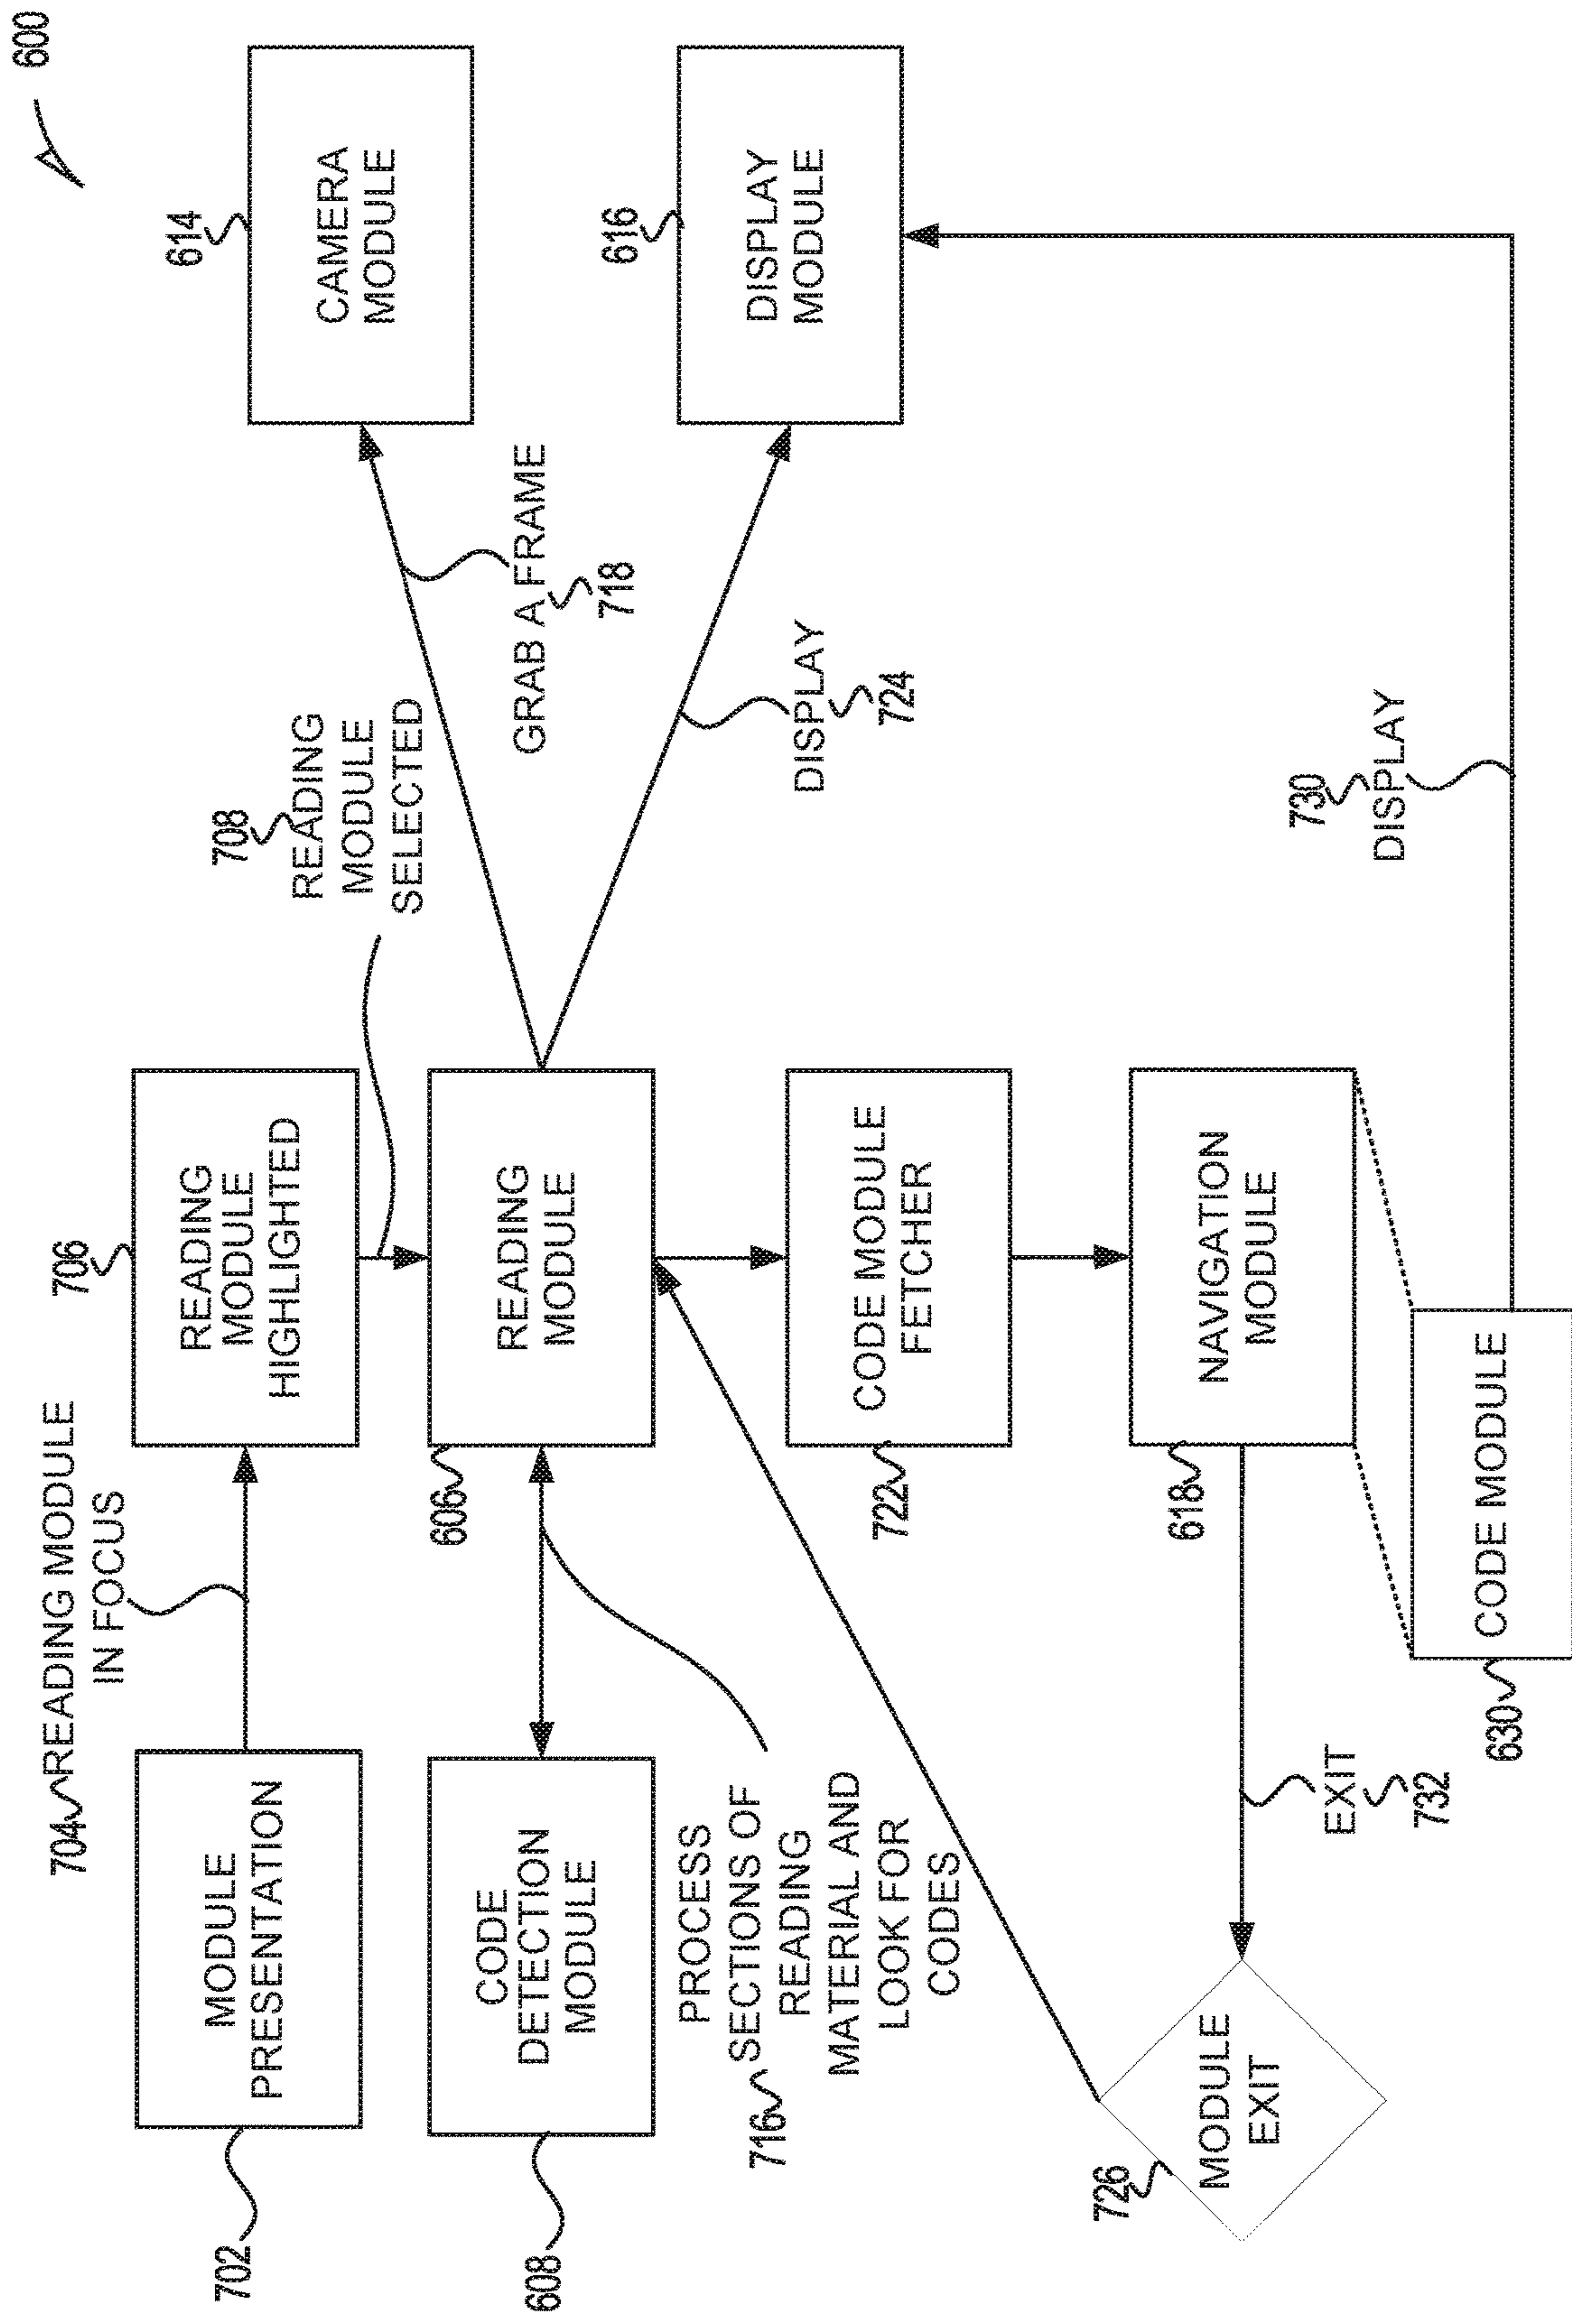 600
704 READING MODULE
IN FOCUS
702
MODULE
PRESENTATION
706
READING
MODULE
HIGHLIGHTED
708
READING
MODULE
SELECTED
614
CAMERA
MODULE
608
CODE
DETECTION
MODULE
606
READING
MODULE
GRAB A FRAME
718
616
DISPLAY
MODULE
PROCESS
716 SECTIONS OF
READING
MATERIAL AND
LOOK FOR
CODES
722
CODE MODULE
FETCHER
DISPLAY
724
726
MODULE
EXIT
EXIT
732
618
NAVIGATION
MODULE
730
DISPLAY
630
CODE MODULE